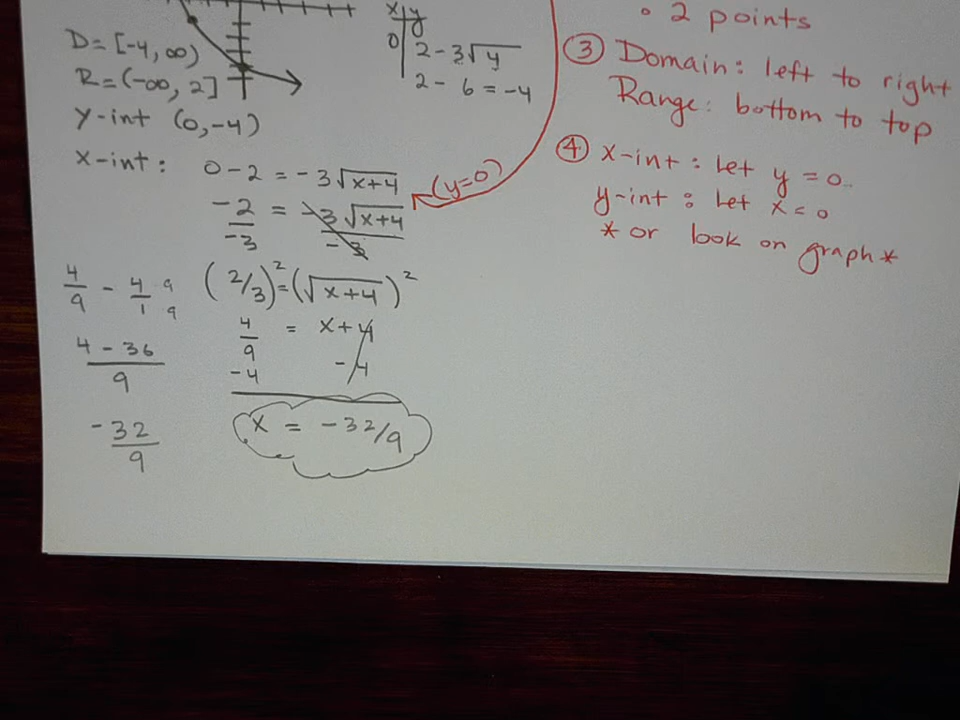 x y
0 2 - 3√4
2 - 6 = -4
D = [-4, ∞)
R = (-∞, 2]
y-int (0, -4)
x-int: 0 - 2 = -3√x+4
-2/-3 = -3√x+4/-3 (y=0)
(2/3)² = (√x+4)²
4/9 = x+4
-4 -4
x = -32/9
4/9 - 4/1 9/9
4 - 36/9
-32/9
• 2 points
③ Domain: left to right
Range: bottom to top
④ x-int: Let y = 0.
y-int: Let x = 0
* or look on graph *